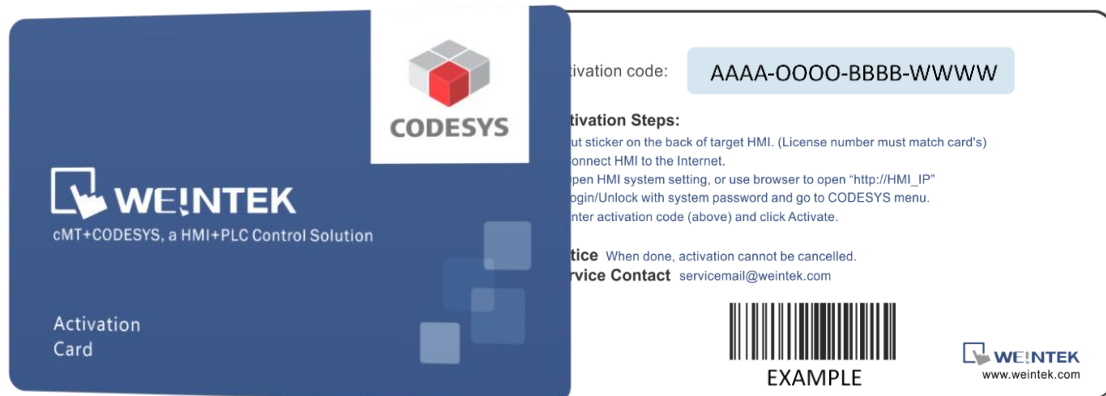 CODESYS
WEINTEK
cMT+CODESYS, a HMI+PLC Control Solution
Activation
Card
ivation code: AAAA-OOOO-BBBB-WWWW
tivation Steps:
ut sticker on the back of target HMI. (License number must match card's)
onnect HMI to the Internet.
pen HMI system setting, or use browser to open "http://HMI_IP"
ogin/Unlock with system password and go to CODESYS menu.
nter activation code (above) and click Activate.
tice When done, activation cannot be cancelled.
rvice Contact servicemail@weintek.com
EXAMPLE
WEINTEK
www.weintek.com